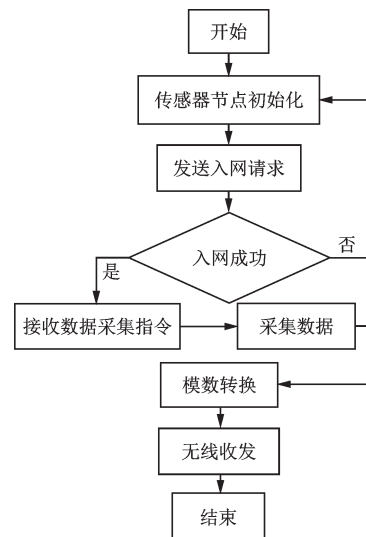 开始
传感器节点初始化
发送入网请求
入网成功
否
是
接收数据采集指令
采集数据
模数转换
无线收发
结束